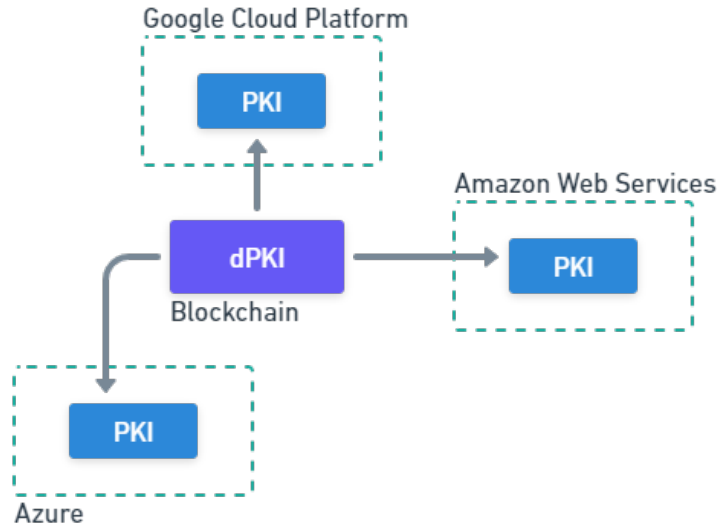 Google Cloud Platform
PKI
Amazon Web Services
dPKI
PKI
Blockchain
PKI
Azure